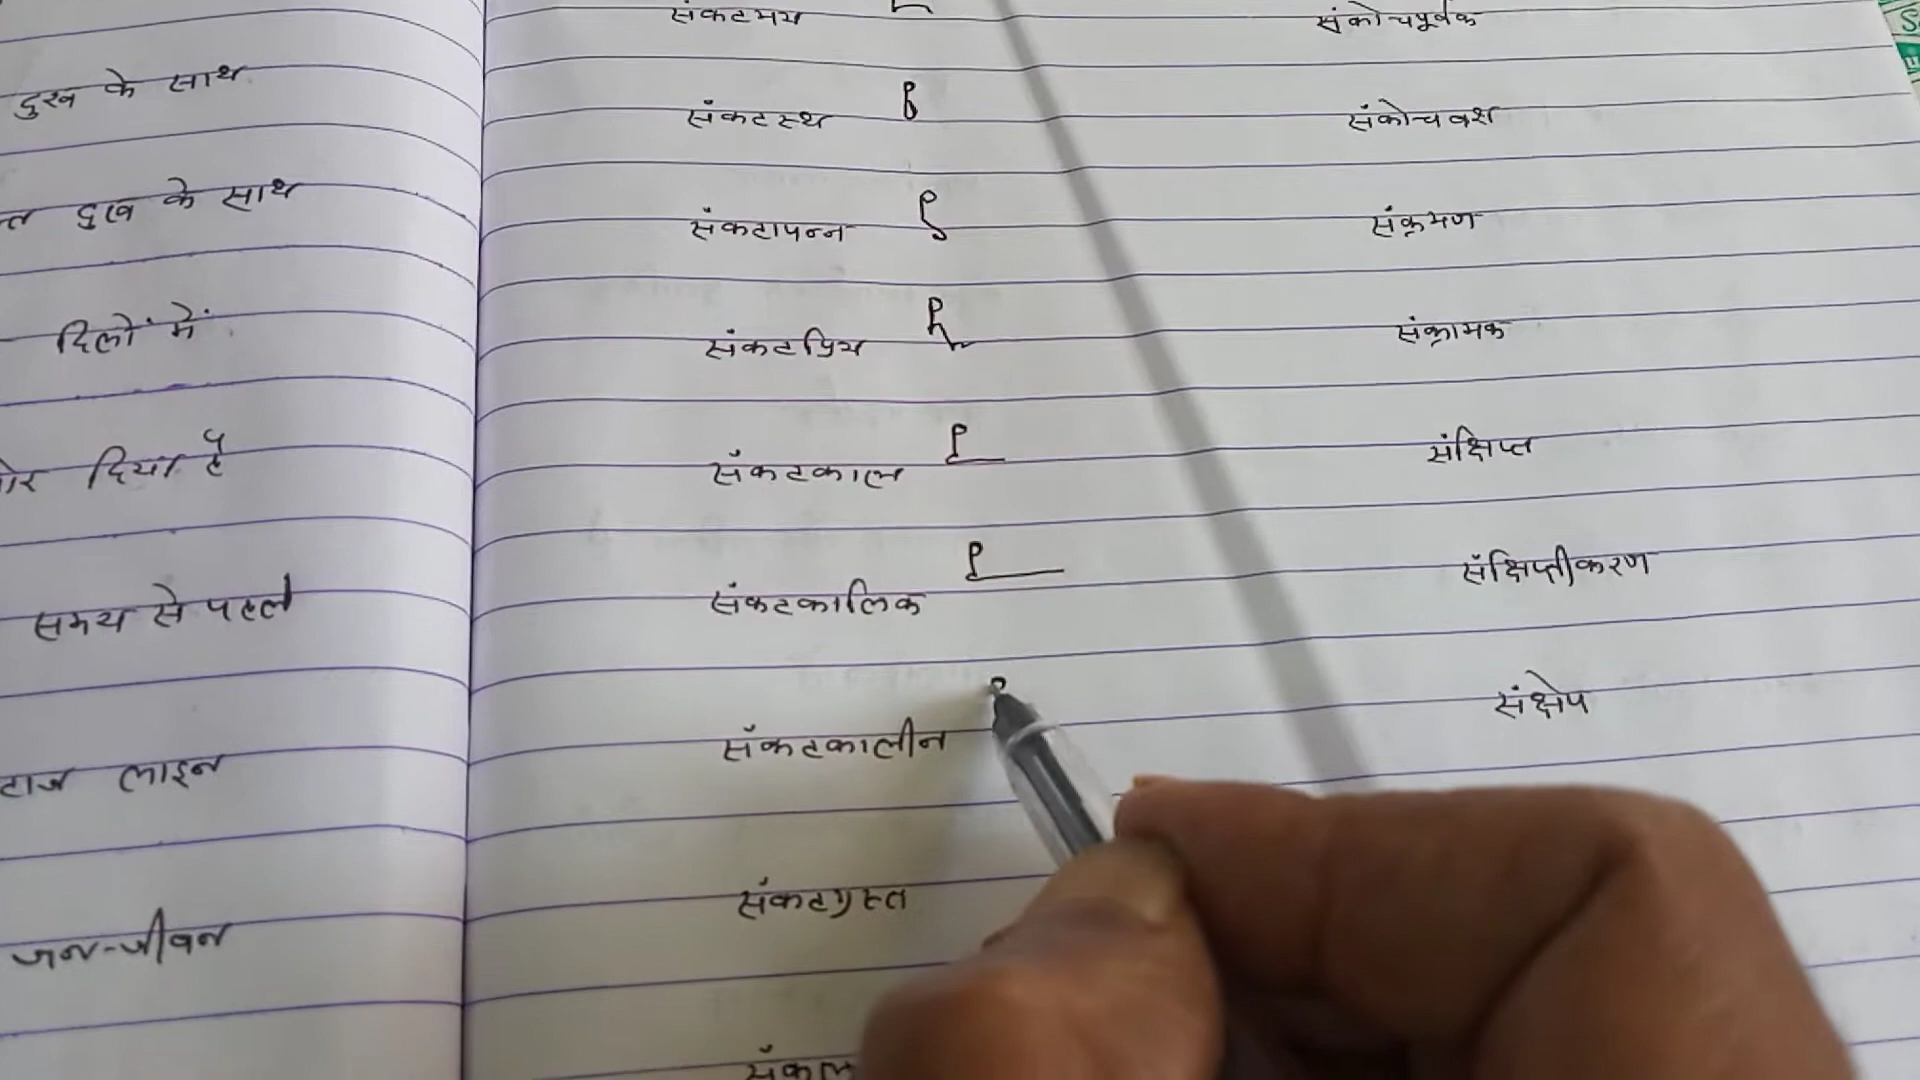 दुख के साथ
दुख के साथ
दिलों में
दिया है
समय से पहले
लाइन
जन-जीवन
संकटमय
संकटस्थ
संकटापन्न
संकटप्रिय
संकटकाल
संकटकालिक
संकटकालीन
संकटग्रस्त
संकोचपूर्वक
संकोचवश
संक्रमण
संक्रामक
संक्षिप्त
संक्षिप्तीकरण
संक्षेप